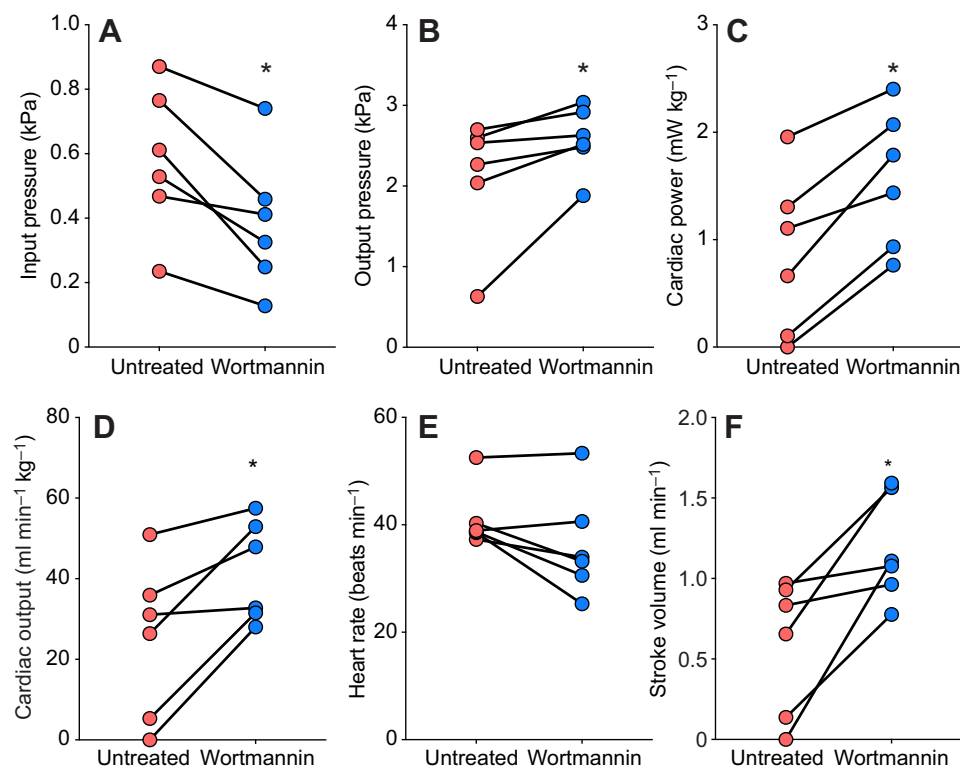 A
Input pressure (kPa)
1.0
0.8
0.6
0.4
0.2
0
*
Untreated Wortmannin
B
Output pressure (kPa)
4
3
2
1
0
*
Untreated Wortmannin
C
Cardiac power (mW kg⁻¹)
3
2
1
0
*
Untreated Wortmannin
D
Cardiac output (ml min⁻¹ kg⁻¹)
80
60
40
20
0
*
Untreated Wortmannin
E
Heart rate (beats min⁻¹)
60
40
20
0
Untreated Wortmannin
F
Stroke volume (ml min⁻¹)
2.0
1.5
1.0
0.5
0
*
Untreated Wortmannin